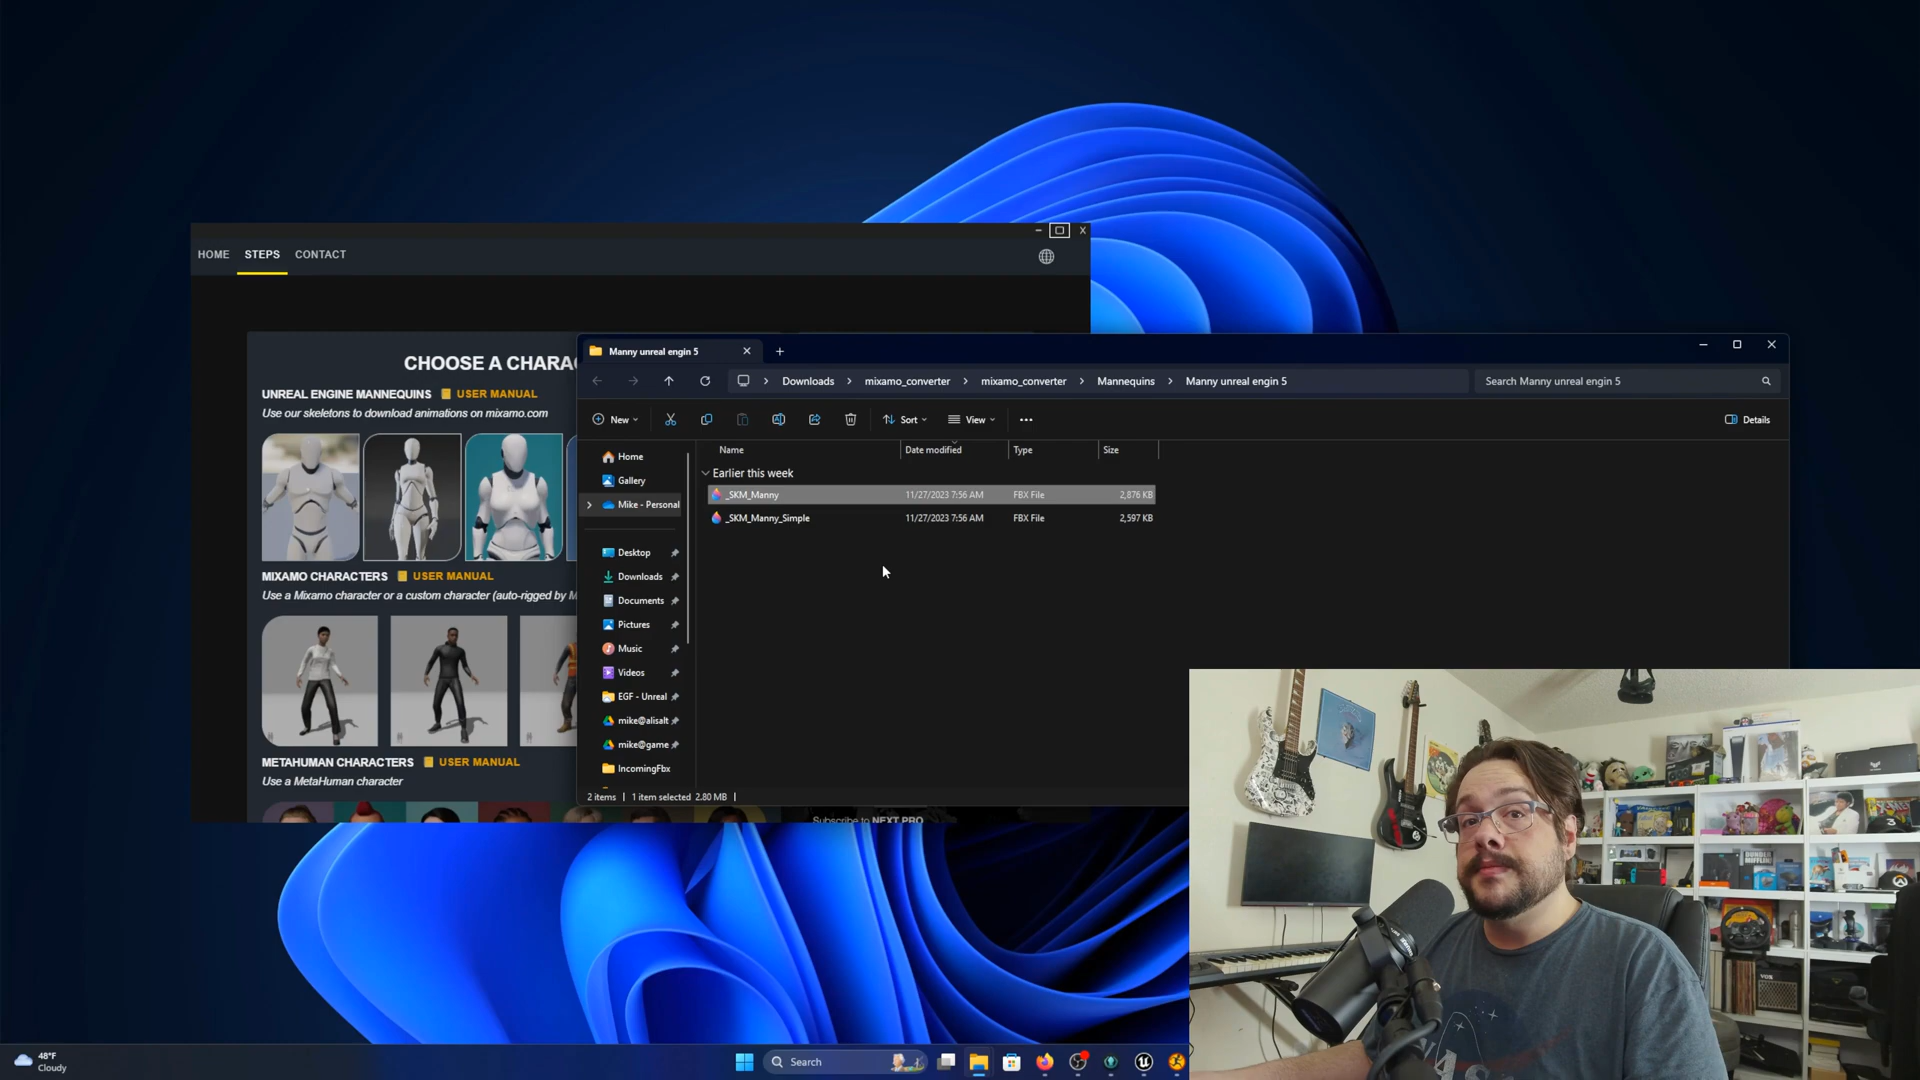 HOME STEPS CONTACT
CHOOSE A CHARAC
UNREAL ENGINE MANNEQUINS USER MANUAL
Use our skeletons to download animations on mixamo.com
MIXAMO CHARACTERS USER MANUAL
Use a Mixamo character or a custom character (auto-rigged by M
METAHUMAN CHARACTERS USER MANUAL
Use a MetaHuman character
Subscribe to NEXT PRO
Manny unreal engin 5
Downloads mixamo_converter mixamo_converter Mannequins Manny unreal engin 5
Search Manny unreal engin 5
New Sort View Details
Name Date modified Type Size
Earlier this week
_SKM_Manny 11/27/2023 7:56 AM FBX File 2,876 KB
_SKM_Manny_Simple 11/27/2023 7:56 AM FBX File 2,597 KB
Home
Gallery
Mike - Personal
Desktop
Downloads
Documents
Pictures
Music
Videos
EGF - Unreal
mike@alisalt
mike@game
IncomingFbx
2 items 1 item selected 2.80 MB
DUNDER
MIFFLIN
VOX
48°F
Cloudy
Search